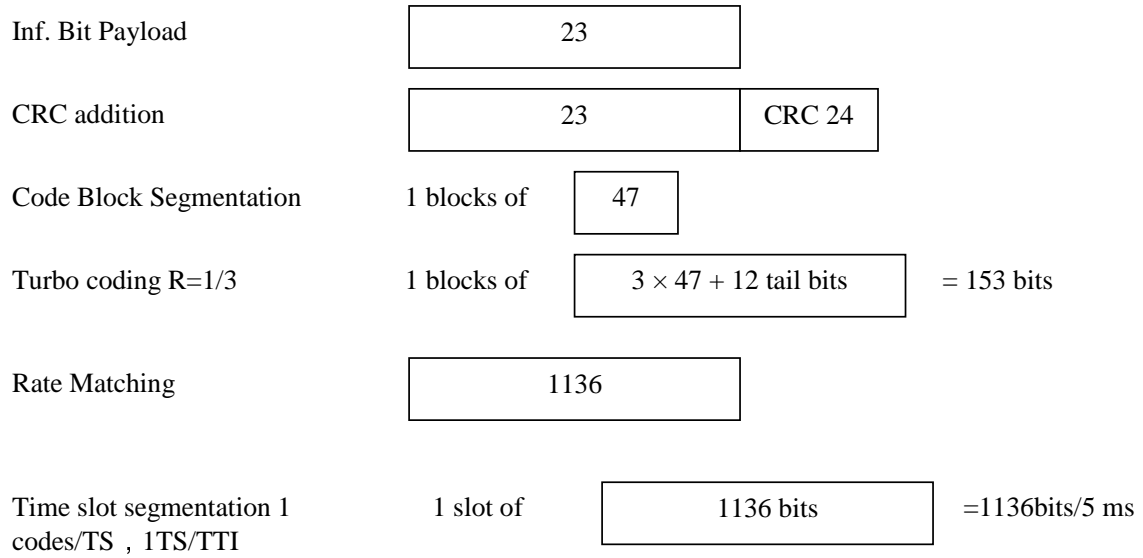 Inf. Bit Payload 23
CRC addition 23 CRC 24
Code Block Segmentation 1 blocks of 47
Turbo coding R=1/3 1 blocks of 3 × 47 + 12 tail bits = 153 bits
Rate Matching 1136
Time slot segmentation 1 1 slot of 1136 bits =1136bits/5 ms
codes/TS , 1TS/TTI